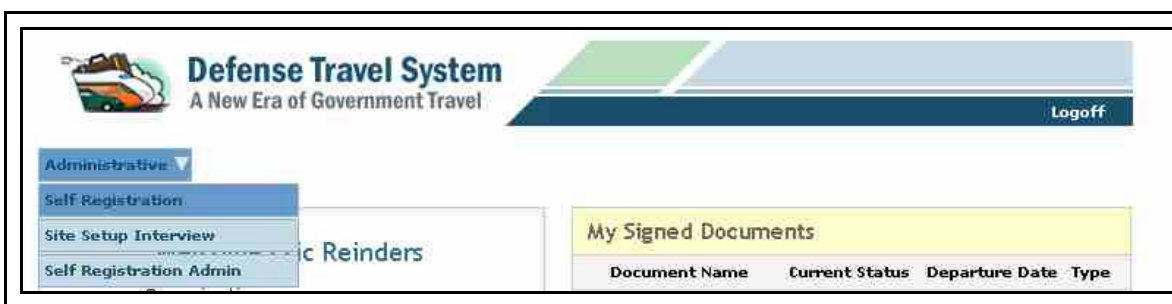 Defense Travel System
A New Era of Government Travel
Logoff
Administrative
Self Registration
Site Setup Interview
Self Registration Admin
ic Reinders
My Signed Documents
Document Name Current Status Departure Date Type